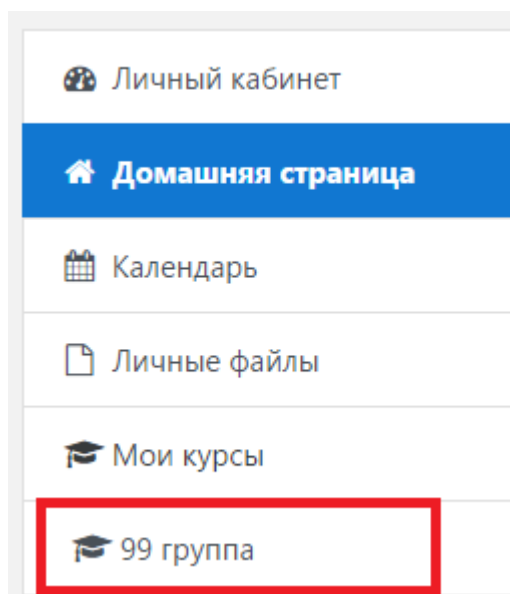 Личный кабинет
Домашняя страница
Календарь
Личные файлы
Мои курсы
99 группа